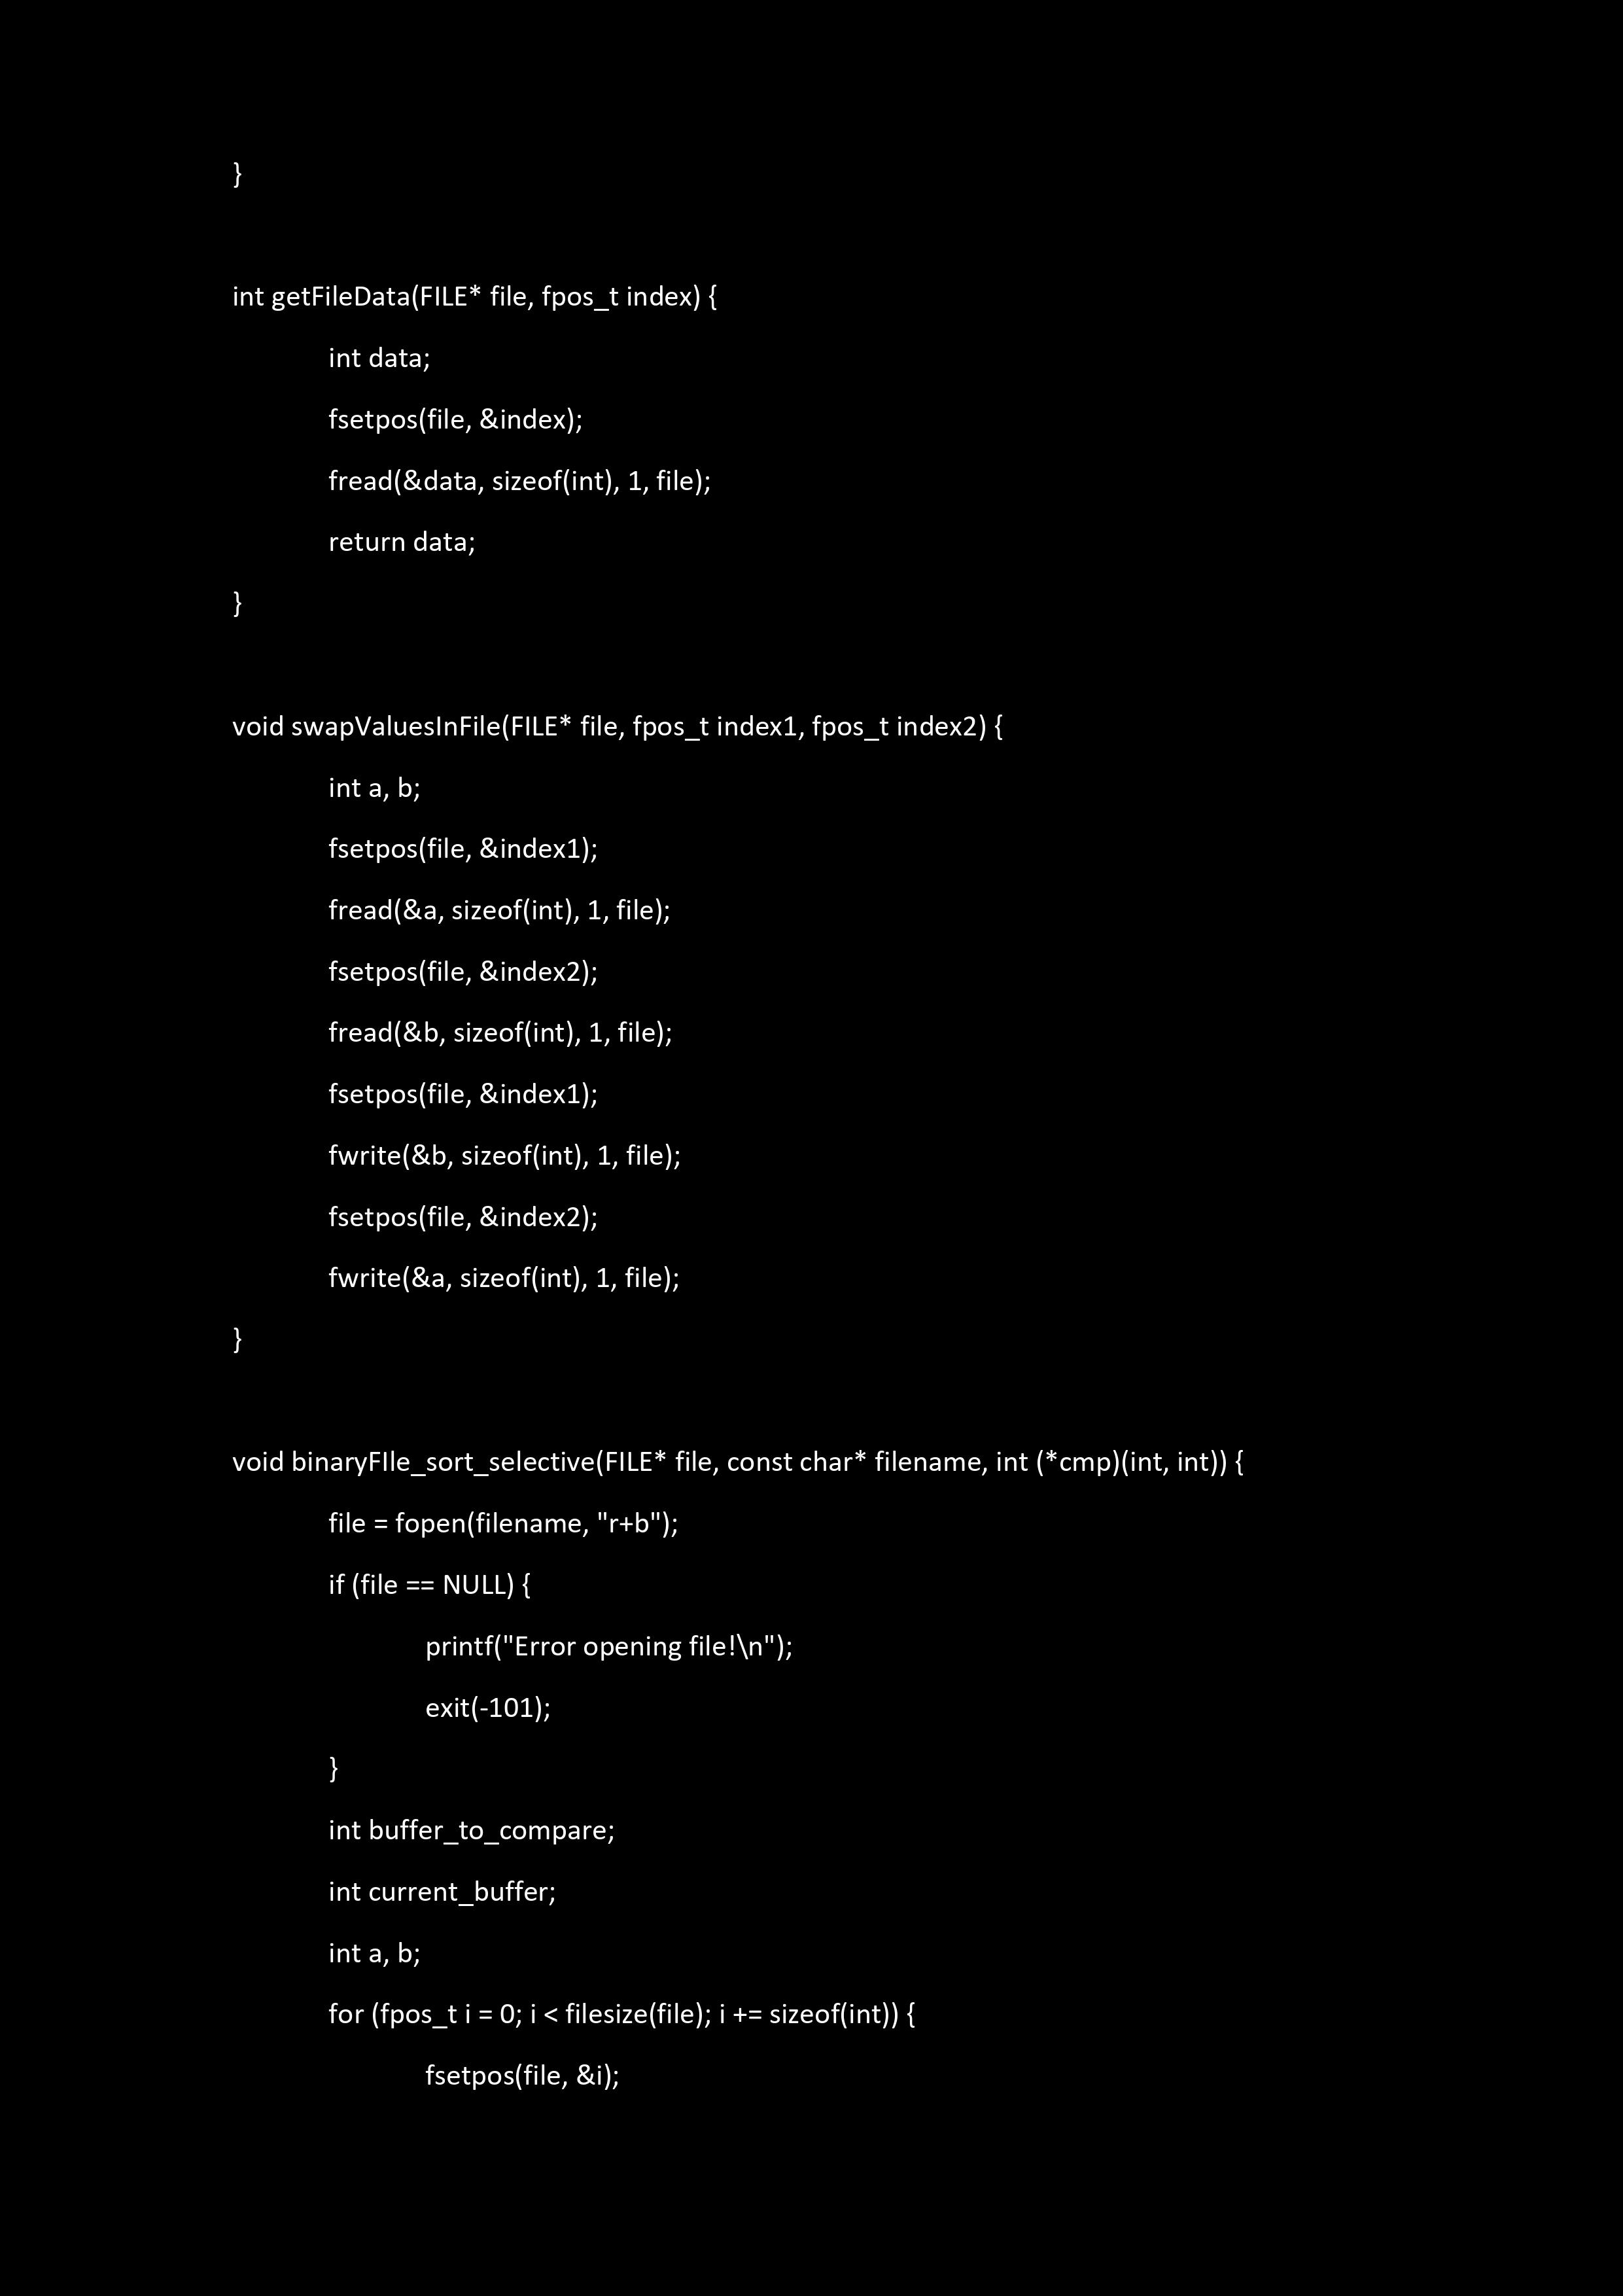 }
int getFileData(FILE* file, fpos_t index) {
int data;
fsetpos(file, &index);
fread(&data, sizeof(int), 1, file);
return data;
}
void swapValuesInFile(FILE* file, fpos_t index1, fpos_t index2) {
int a, b;
fsetpos(file, &index1);
fread(&a, sizeof(int), 1, file);
fsetpos(file, &index2);
fread(&b, sizeof(int), 1, file);
fsetpos(file, &index1);
fwrite(&b, sizeof(int), 1, file);
fsetpos(file, &index2);
fwrite(&a, sizeof(int), 1, file);
}
void binaryFIle_sort_selective(FILE* file, const char* filename, int (*cmp)(int, int)) {
file = fopen(filename, "r+b");
if (file == NULL) {
printf("Error opening file!\n");
exit(-101);
}
int buffer_to_compare;
int current_buffer;
int a, b;
for (fpos_t i = 0; i < filesize(file); i += sizeof(int)) {
fsetpos(file, &i);